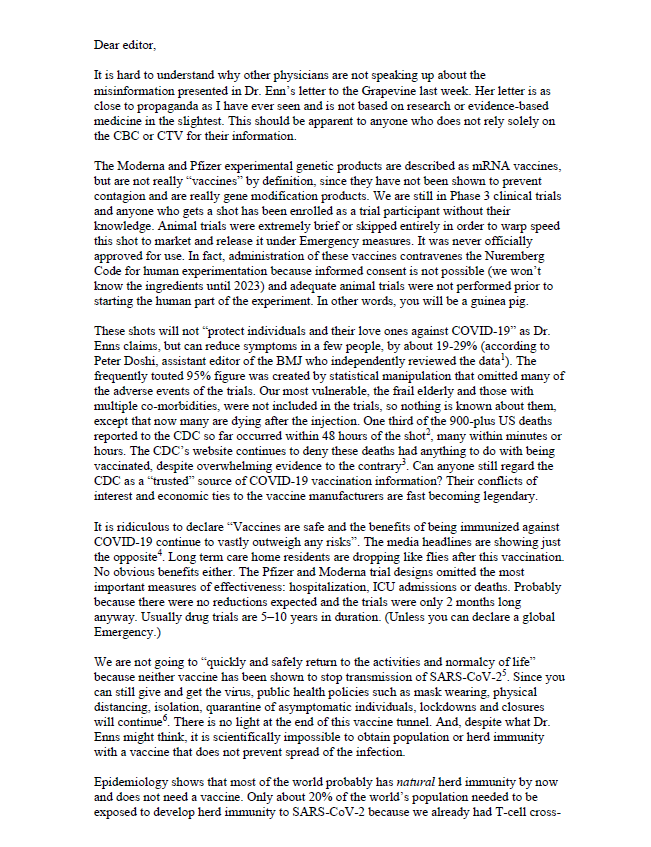 Dear editor,
It is hard to understand why other physicians are not speaking up about the
misinformation presented in Dr. Enn's letter to the Grapevine last week. Her letter is as
close to propaganda as I have ever seen and is not based on research or evidence-based
medicine in the slightest. This should be apparent to anyone who does not rely solely on
the CBC or CTV for their information.
The Moderna and Pfizer experimental genetic products are described as mRNA vaccines,
but are not really “vaccines” by definition, since they have not been shown to prevent
contagion and are really gene modification products. We are still in Phase 3 clinical trials
and anyone who gets a shot has been enrolled as a trial participant without their
knowledge. Animal trials were extremely brief or skipped entirely in order to warp speed
this shot to market and release it under Emergency measures. It was never officially
approved for use. In fact, administration of these vaccines contravenes the Nuremberg
Code for human experimentation because informed consent is not possible (we won't
know the ingredients until 2023) and adequate animal trials were not performed prior to
starting the human part of the experiment. In other words, you will be a guinea pig.
These shots will not “protect individuals and their love ones against COVID-19” as Dr.
Enns claims, but can reduce symptoms in a few people, by about 19-29% (according to
Peter Doshi, assistant editor of the BMJ who independently reviewed the data¹). The
frequently touted 95% figure was created by statistical manipulation that omitted many of
the adverse events of the trials. Our most vulnerable, the frail elderly and those with
multiple co-morbidities, were not included in the trials, so nothing is known about them,
except that now many are dying after the injection. One third of the 900-plus US deaths
reported to the CDC so far occurred within 48 hours of the shot², many within minutes or
hours. The CDC's website continues to deny these deaths had anything to do with being
vaccinated, despite overwhelming evidence to the contrary³. Can anyone still regard the
CDC as a “trusted” source of COVID-19 vaccination information? Their conflicts of
interest and economic ties to the vaccine manufacturers are fast becoming legendary.
It is ridiculous to declare “Vaccines are safe and the benefits of being immunized against
COVID-19 continue to vastly outweigh any risks”. The media headlines are showing just
the opposite⁴. Long term care home residents are dropping like flies after this vaccination.
No obvious benefits either. The Pfizer and Moderna trial designs omitted the most
important measures of effectiveness: hospitalization, ICU admissions or deaths. Probably
because there were no reductions expected and the trials were only 2 months long
anyway. Usually drug trials are 5–10 years in duration. (Unless you can declare a global
Emergency.)
We are not going to “quickly and safely return to the activities and normalcy of life”
because neither vaccine has been shown to stop transmission of SARS-CoV-2⁵. Since you
can still give and get the virus, public health policies such as mask wearing, physical
distancing, isolation, quarantine of asymptomatic individuals, lockdowns and closures
will continue⁶. There is no light at the end of this vaccine tunnel. And, despite what Dr.
Enns might think, it is scientifically impossible to obtain population or herd immunity
with a vaccine that does not prevent spread of the infection.
Epidemiology shows that most of the world probably has natural herd immunity by now
and does not need a vaccine. Only about 20% of the world's population needed to be
exposed to develop herd immunity to SARS-CoV-2 because we already had T-cell cross-